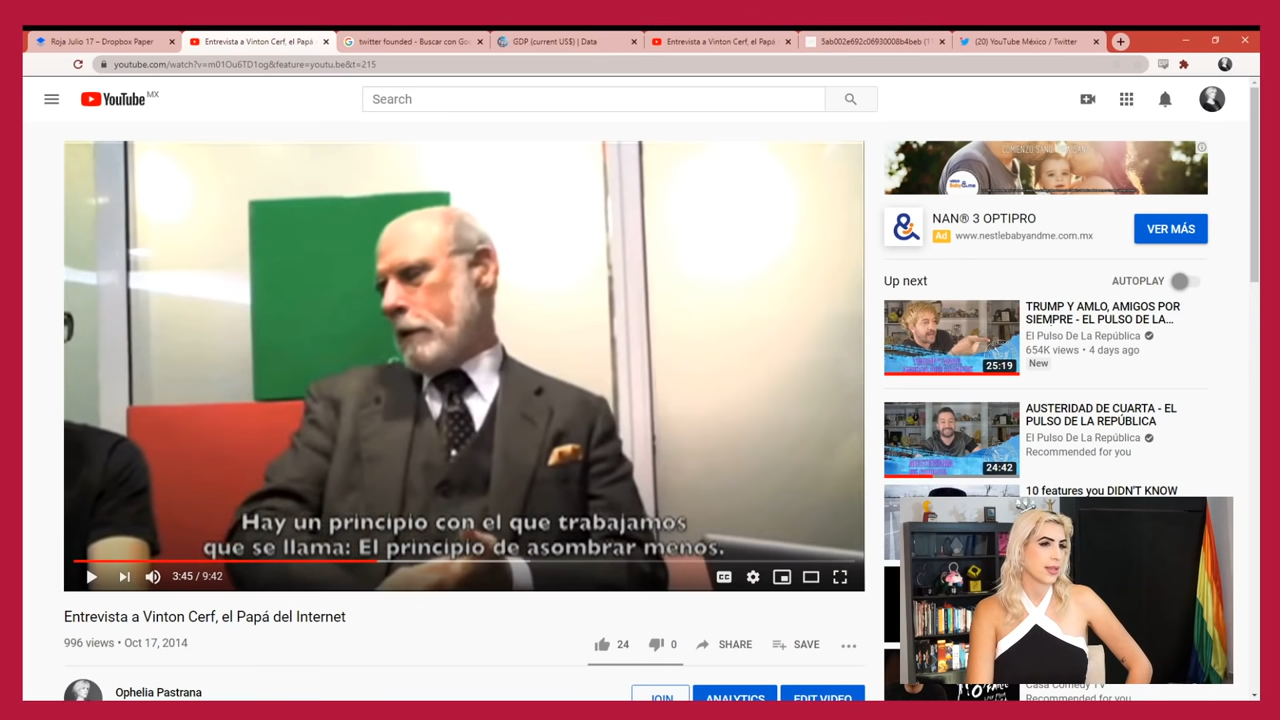 Roja Julio 17 – Dropbox Paper
Entrevista a Vinton Cerf, el Papá
twitter founded - Buscar con Goo
GDP (current US$) | Data
Entrevista a Vinton Cerf, el Papá
5ab002e692c06930008b4beb (1
(20) YouTube México / Twitter
youtube.com/watch?v=m01Ou6TD1og&feature=youtu.be&t=215
YouTube MX
Search
COMIENZO SANO
NAN® 3 OPTIPRO
Ad www.nestlebabyandme.com.mx
VER MÁS
Up next
AUTOPLAY
TRUMP Y AMLO, AMIGOS POR
SIEMPRE - EL PULSO DE LA...
El Pulso De La República
654K views • 4 days ago
New
25:19
AUSTERIDAD DE CUARTA - EL
PULSO DE LA REPÚBLICA
El Pulso De La República
Recommended for you
24:42
10 features you DIDN'T KNOW
Hay un principio con el que trabajamos
que se llama: El principio de asombrar menos.
3:45 / 9:42
CC
Entrevista a Vinton Cerf, el Papá del Internet
996 views • Oct 17, 2014
24
0
SHARE
SAVE
Ophelia Pastrana
JOIN
ANALYTICS
EDIT VIDEO
Casa Comedy TV
Recommended for you